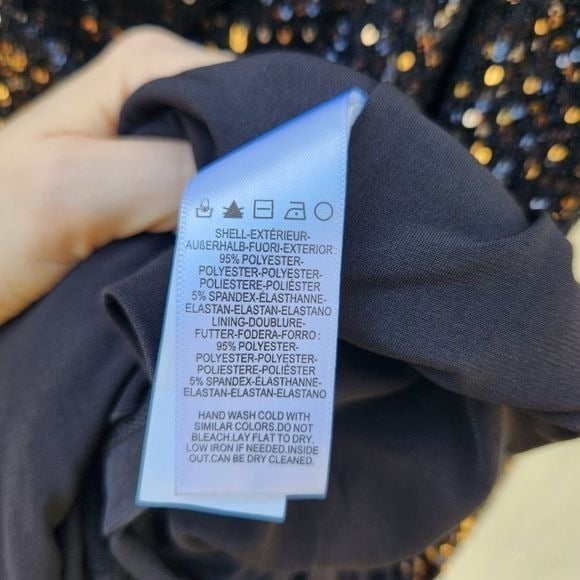 SHELL-EXTÉRIEUR-
AUßERHALB-FUORI-EXTERIOR:
95% POLYESTER-
POLYESTER-POLYESTER-
POLIESTERE-POLIÉSTER
5% SPANDEX-ÉLASTHANNE-
ELASTAN-ELASTAN-ELASTANO
LINING-DOUBLURE-
FUTTER-FODERA-FORRO:
95% POLYESTER-
POLYESTER-POLYESTER-
POLIESTERE-POLIÉSTER
5% SPANDEX-ÉLASTHANNE-
ELASTAN-ELASTAN-ELASTANO
HAND WASH COLD WITH
SIMILAR COLORS.DO NOT
BLEACH.LAY FLAT TO DRY.
LOW IRON IF NEEDED.INSIDE
OUT.CAN BE DRY CLEANED.